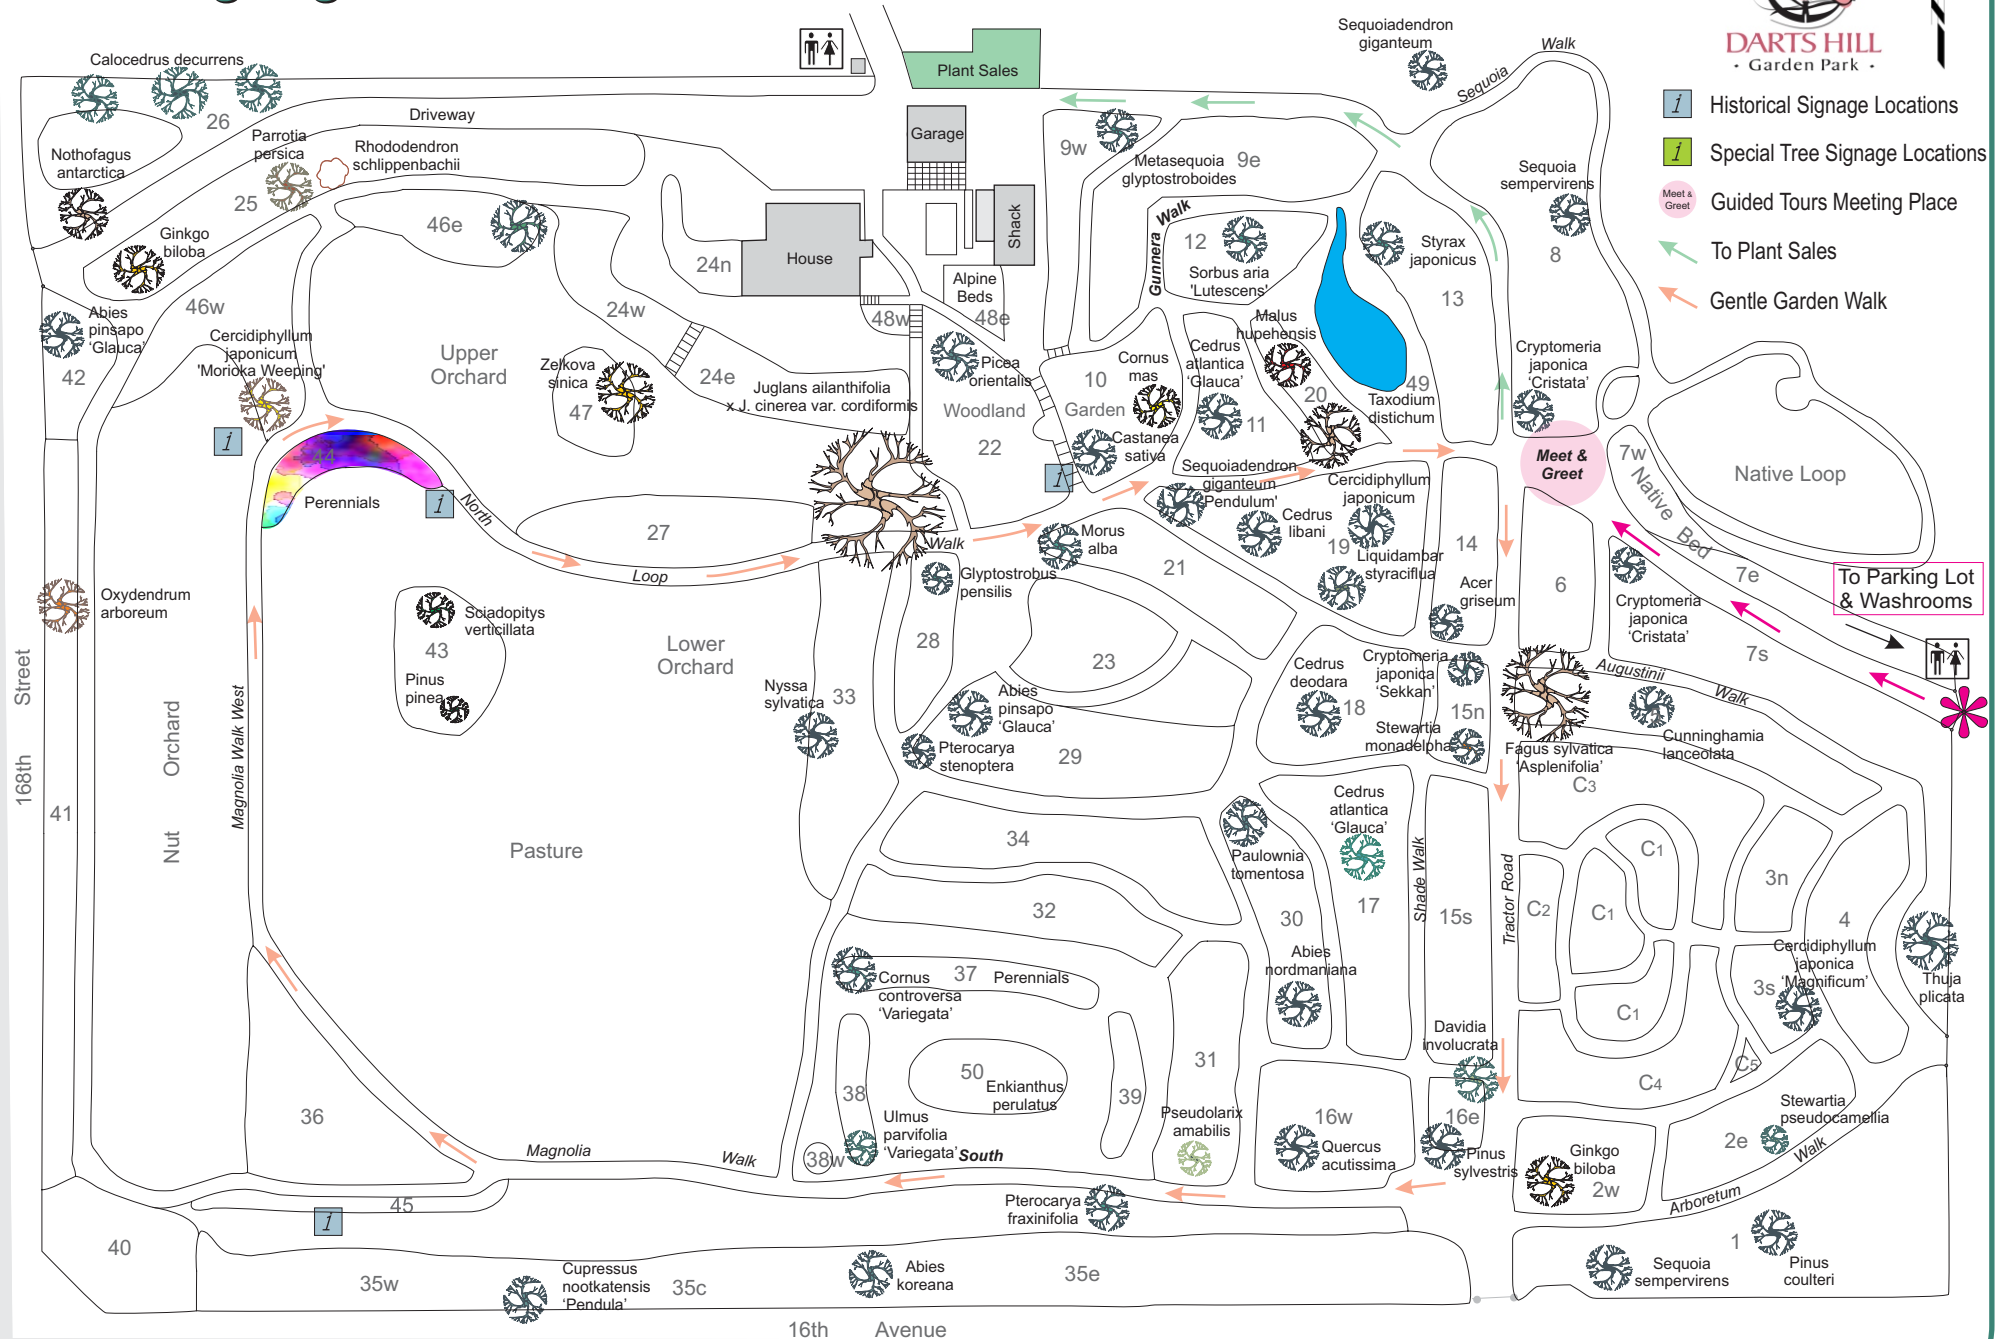 DARTS HILL
· Garden Park ·
i Historical Signage Locations
i Special Tree Signage Locations
Meet &
Greet
Guided Tours Meeting Place
To Plant Sales
Gentle Garden Walk
Calocedrus decurrens
26
Nothofagus
antarctica
Parrotia
persica
Rhododendron
schlippenbachii
Driveway
25
Ginkgo
biloba
46w
46e
Abies
pinsapo
‘Glauca’
42
Cercidiphyllum
japonicum
'Morioka Weeping'
i
Upper
Orchard
Zelkova
sinica
47
24n
24w
24e
House
Garage
Shack
Plant Sales
Alpine
Beds
48w
48e
Juglans ailanthifolia
x J. cinerea var. cordiformis
Picea
orientalis
Woodland
22
10
Garden
Cornus
mas
Castanea
sativa
i
9w
9e
Metasequoia
glyptostroboides
Gunnera Walk
12
Sorbus aria
'Lutescens'
Styrax
japonicus
13
Malus
hupehensis
Cedrus
atlantica
‘Glauca’
11
20
49
Taxodium
distichum
Sequoiadendron
giganteum
Sequoia
Walk
Sequoia
sempervirens
8
Cryptomeria
japonica
‘Cristata’
Meet &
Greet
7w
Native Bed
Native Loop
7e
7s
To Parking Lot
& Washrooms
44
Perennials
i
North
Loop
Walk
27
Sequoiadendron
giganteum
'Pendulum'
Cercidiphyllum
japonicum
Cedrus
libani
19
Liquidambar
styraciflua
14
Acer
griseum
6
Cryptomeria
japonica
‘Cristata’
Morus
alba
21
Glyptostrobus
pensilis
28
23
Oxydendrum
arboreum
Sciadopitys
verticillata
43
Pinus
pinea
Lower
Orchard
Nyssa
sylvatica
33
Abies
pinsapo
‘Glauca’
Pterocarya
stenoptera
29
Cedrus
deodara
18
Cryptomeria
japonica
‘Sekkan’
15n
Stewartia
monadelpha
Augustinii
Walk
Cunninghamia
lanceolata
Fagus sylvatica
‘Asplenifolia’
C3
168th Street
41
Nut Orchard
Magnolia Walk West
Pasture
34
Paulownia
tomentosa
Cedrus
atlantica
‘Glauca’
17
Shade Walk
15s
Tractor Road
C2
C1
C1
C1
3n
4
32
30
Abies
nordmaniana
Cornus
controversa
‘Variegata’
37
Perennials
Cercidiphyllum
japonica
‘Magnificum’
3s
Thuja
plicata
Davidia
involucrata
31
38
50
Enkianthus
perulatus
39
C4
C5
36
Ulmus
parvifolia
‘Variegata’
38w
South
Magnolia
Walk
Pseudolarix
amabilis
16w
Quercus
acutissima
16e
Pinus
sylvestris
Ginkgo
biloba
2w
2e
Stewartia
pseudocamellia
Arboretum
Walk
45
i
Pterocarya
fraxinifolia
40
35w
Cupressus
nootkatensis
‘Pendula’
35c
Abies
koreana
35e
1
Sequoia
sempervirens
Pinus
coulteri
16th Avenue